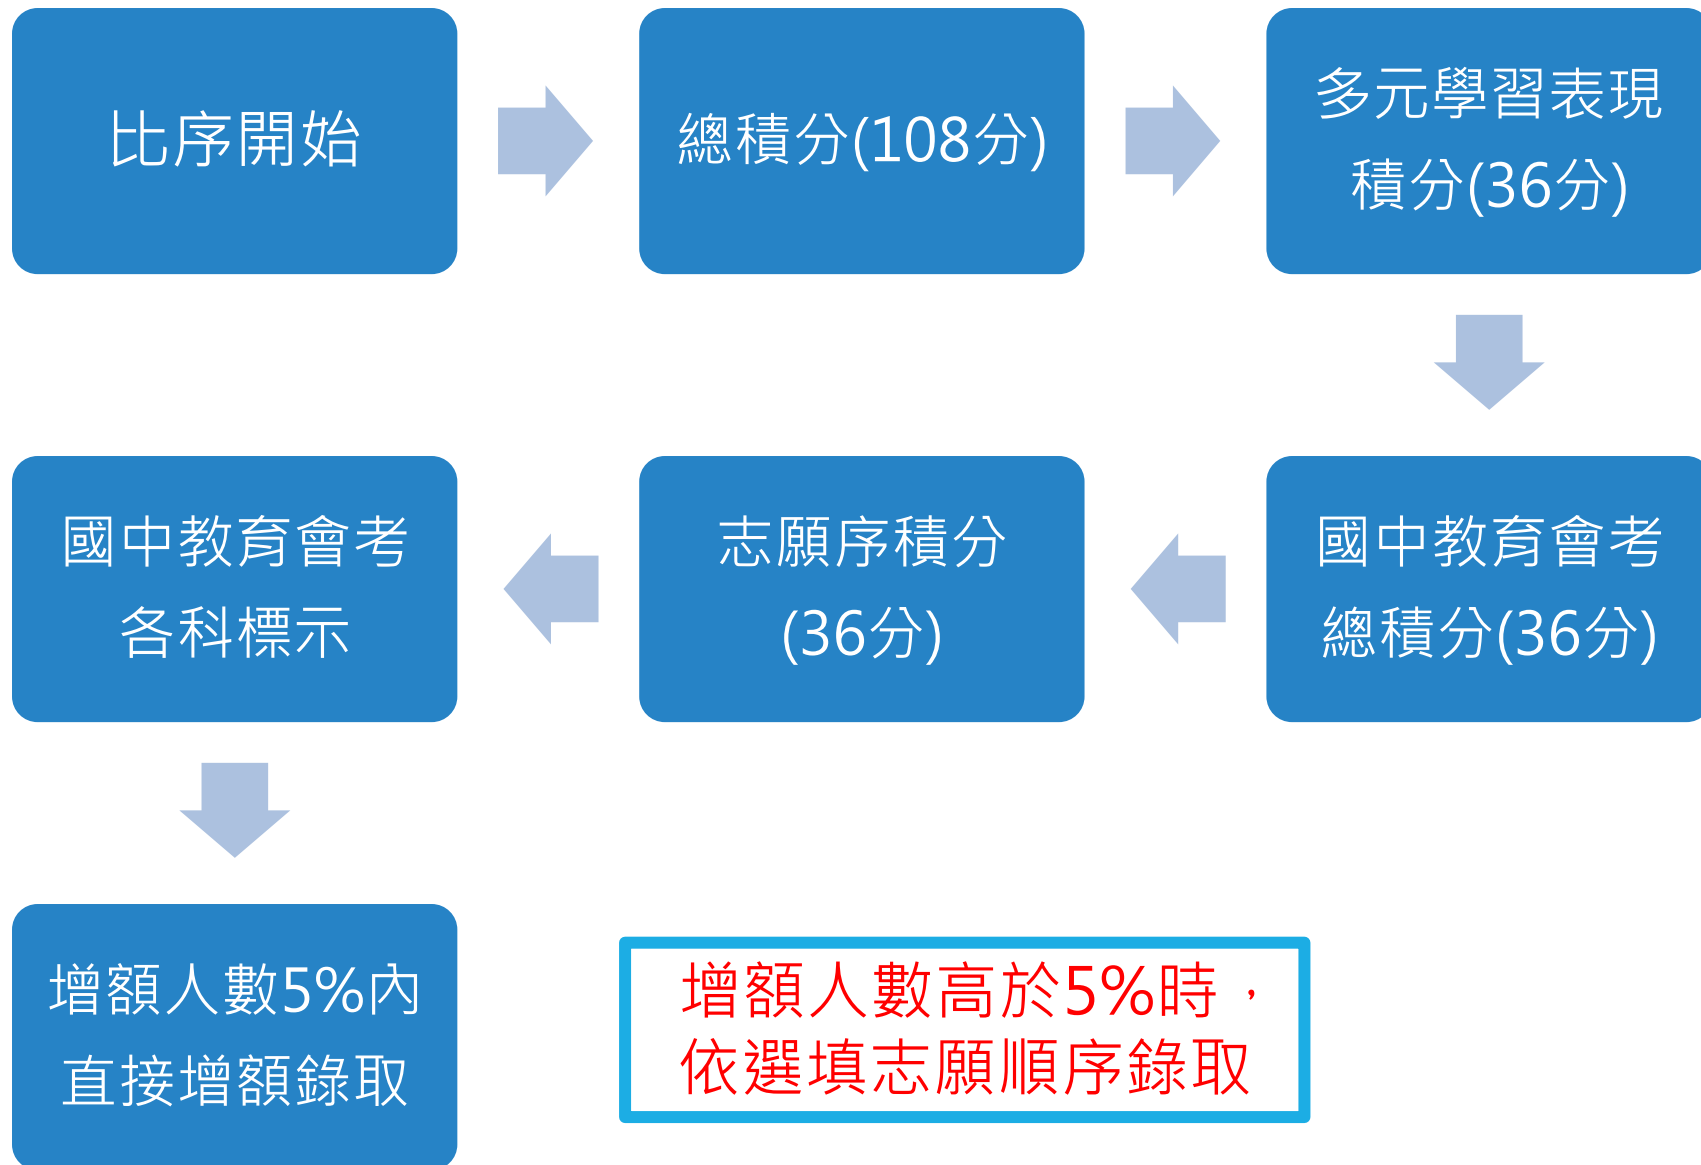 比序開始
總積分(108分)
多元學習表現
積分(36分)
國中教育會考
總積分(36分)
志願序積分
(36分)
國中教育會考
各科標示
增額人數5%內
直接增額錄取
增額人數高於5%時，
依選填志願順序錄取